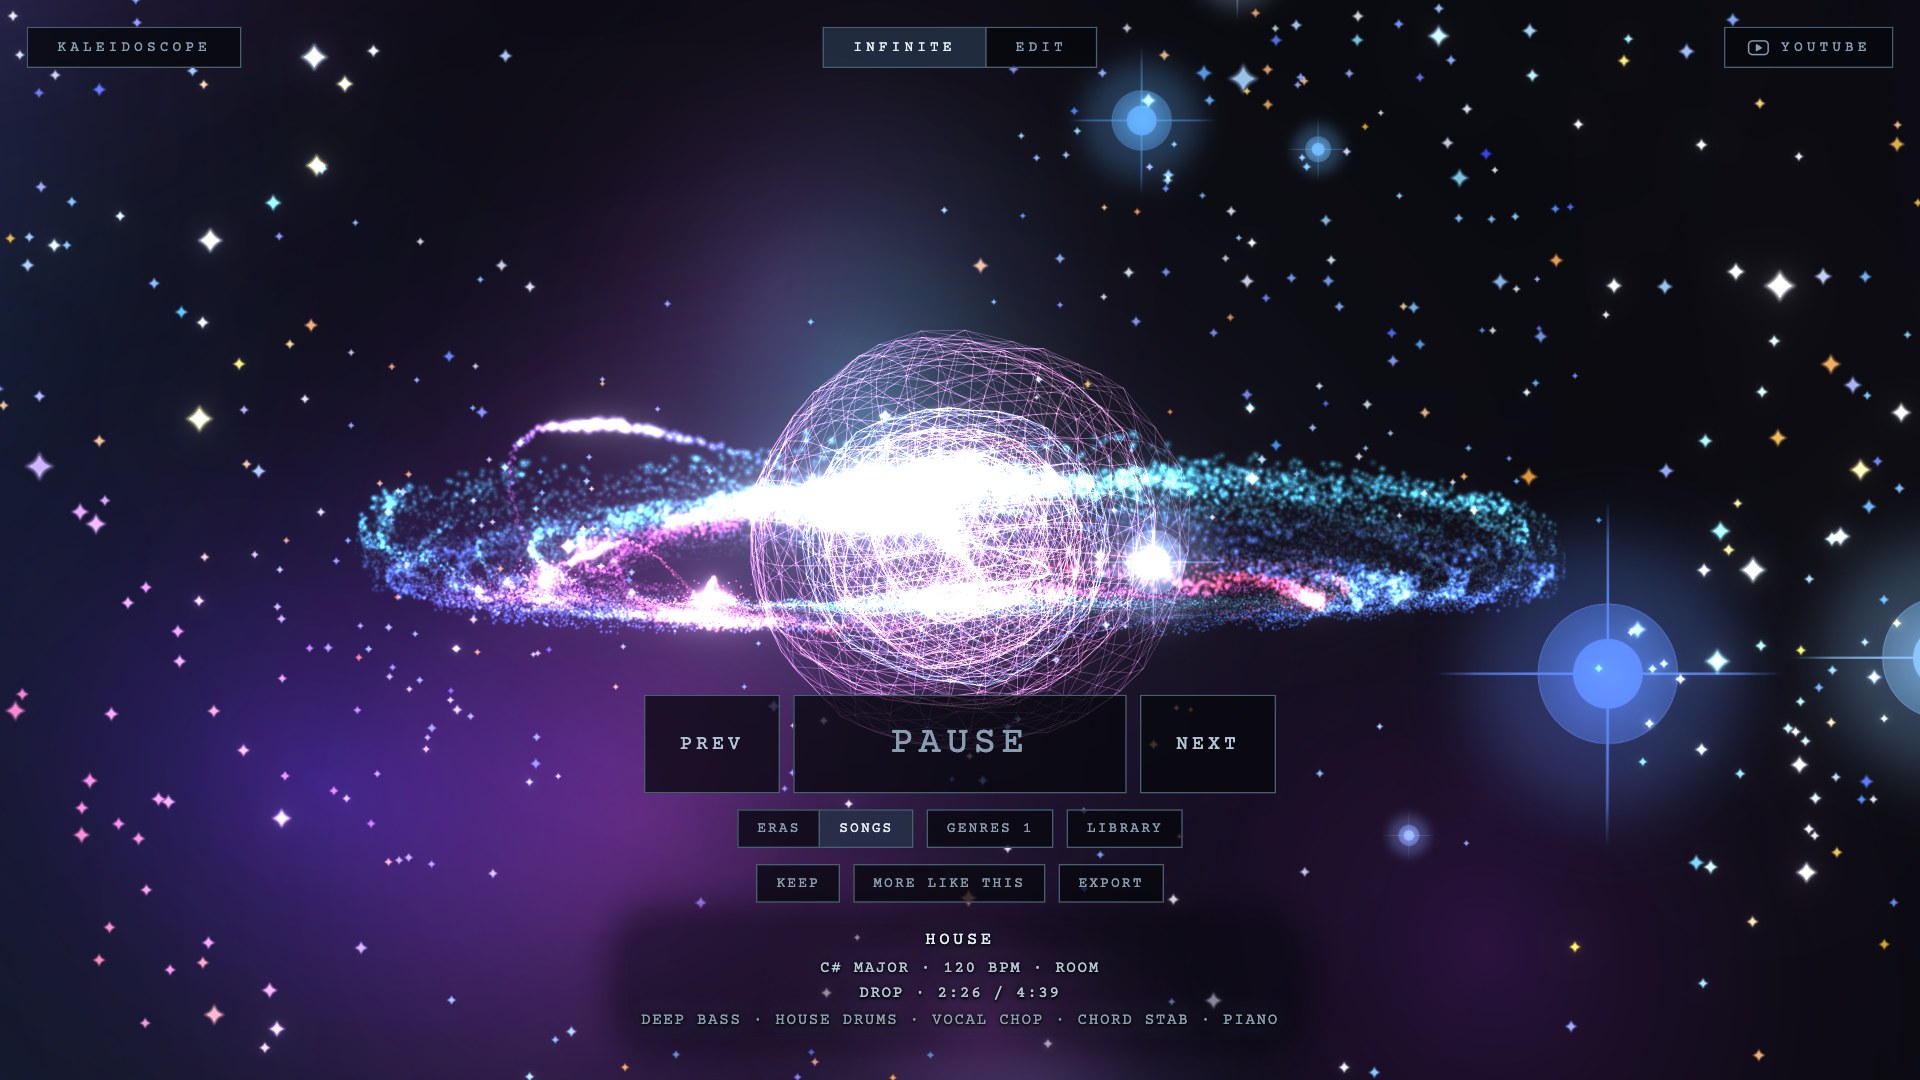 KALEIDOSCOPE
INFINITE EDIT
YOUTUBE
PREV PAUSE NEXT
ERAS SONGS GENRES 1 LIBRARY
KEEP MORE LIKE THIS EXPORT
HOUSE
C# MAJOR · 120 BPM · ROOM
DROP · 2:26 / 4:39
DEEP BASS · HOUSE DRUMS · VOCAL CHOP · CHORD STAB · PIANO